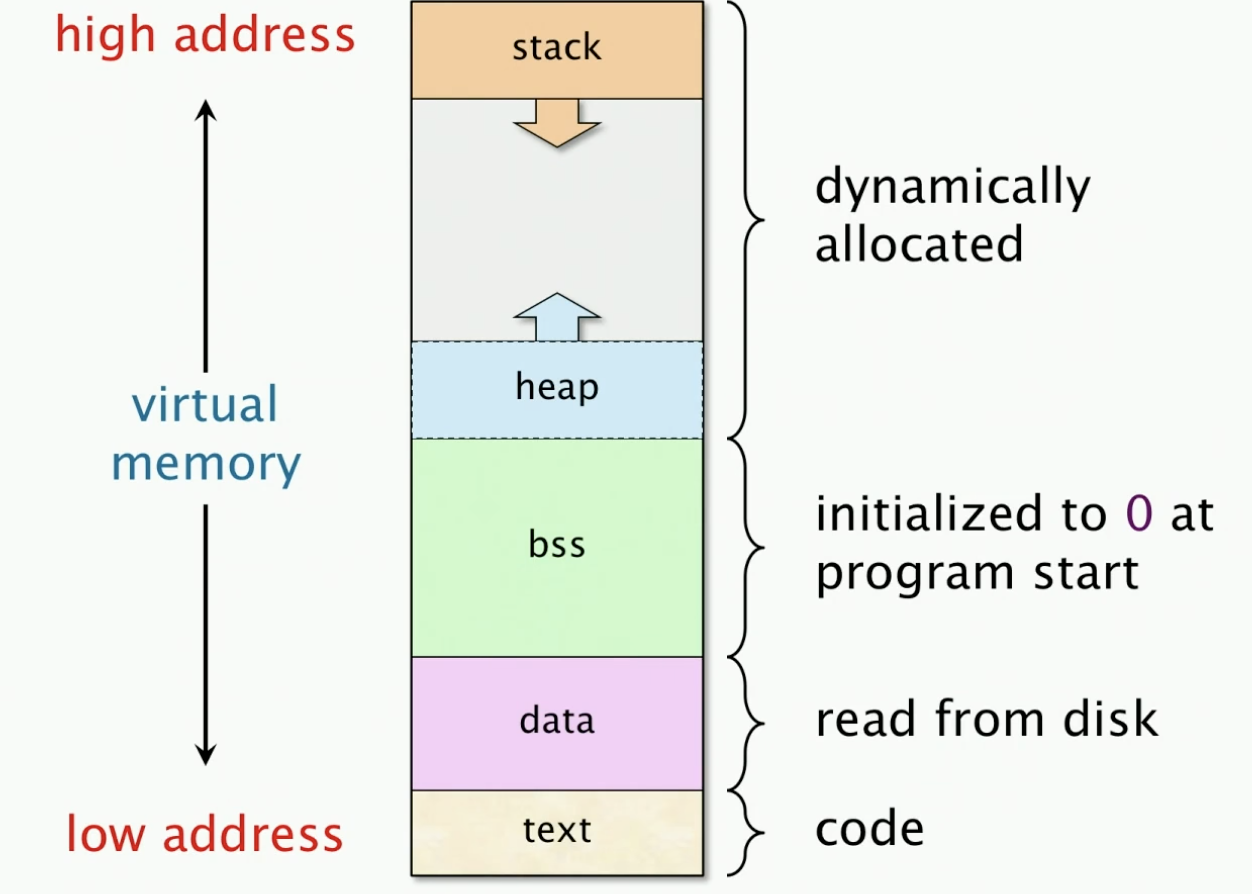 high address
stack
dynamically
allocated
heap
virtual
memory
bss
initialized to 0 at
program start
data
read from disk
low address
text
code